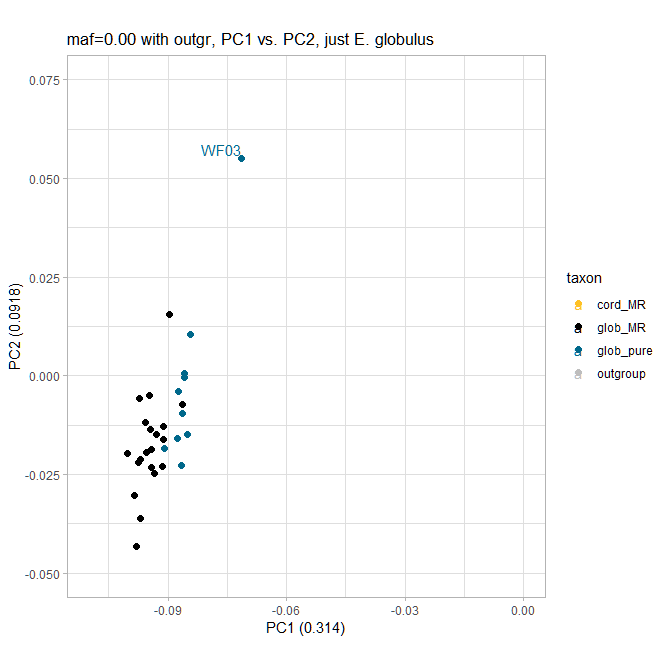 maf=0.00 with outgr, PC1 vs. PC2, just E. globulus
0.075
0.050
0.025
0.000
-0.025
-0.050
PC2 (0.0918)
WF03
-0.09
-0.06
-0.03
0.00
PC1 (0.314)
taxon
a cord_MR
a glob_MR
a glob_pure
a outgroup